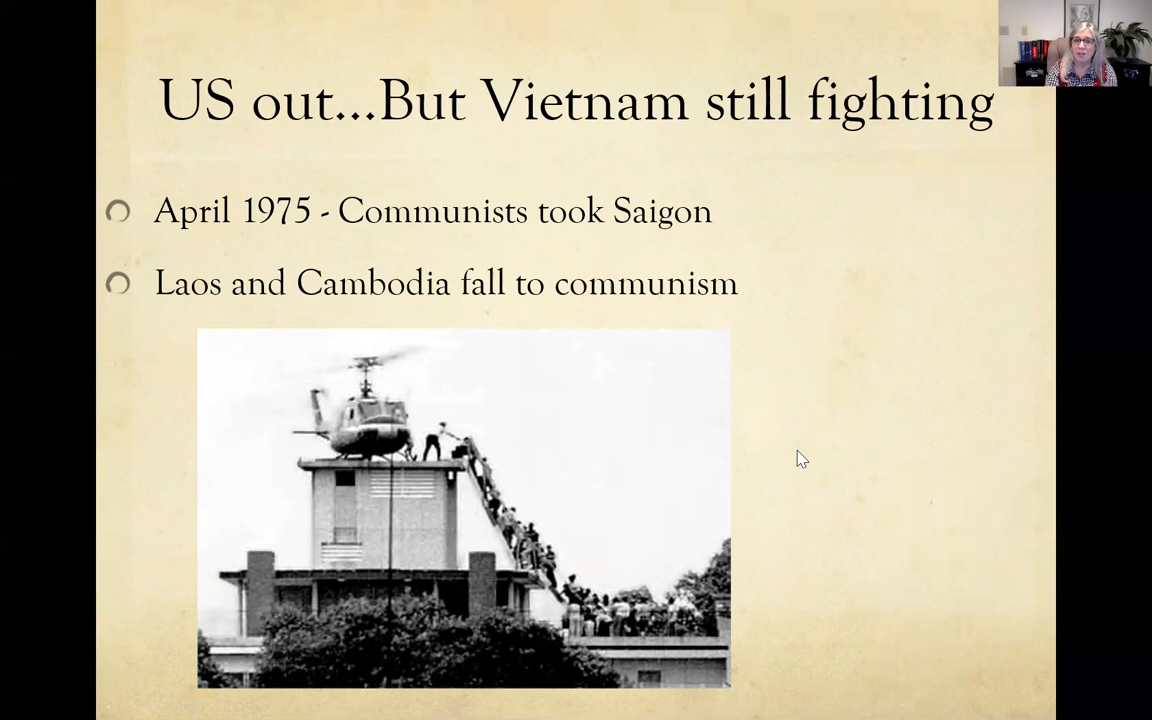 US out...But Vietnam still fighting
April 1975 - Communists took Saigon
Laos and Cambodia fall to communism